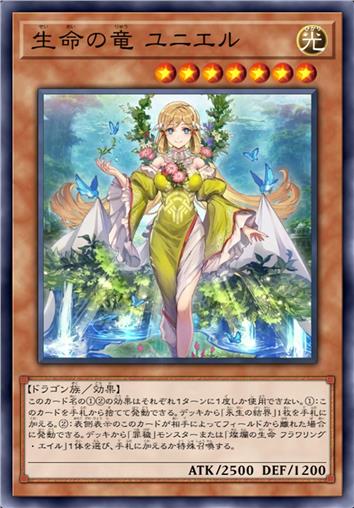 生命の竜 ユニエル
光
【ドラゴン族／効果】
このカード名の①②の効果はそれぞれ1ターンに1度しか使用できない。①：こ
のカードを手札から捨てて発動できる。デッキから「永生の結界」1枚を手札に
加える。②：表側表示のこのカードが相手によってフィールドから離れた場合
に発動できる。デッキから「罪禍」モンスターまたは「燦爛の生命 フラワリン
グ・エイル」1体を選び、手札に加えるか特殊召喚する。
ATK/2500 DEF/1200